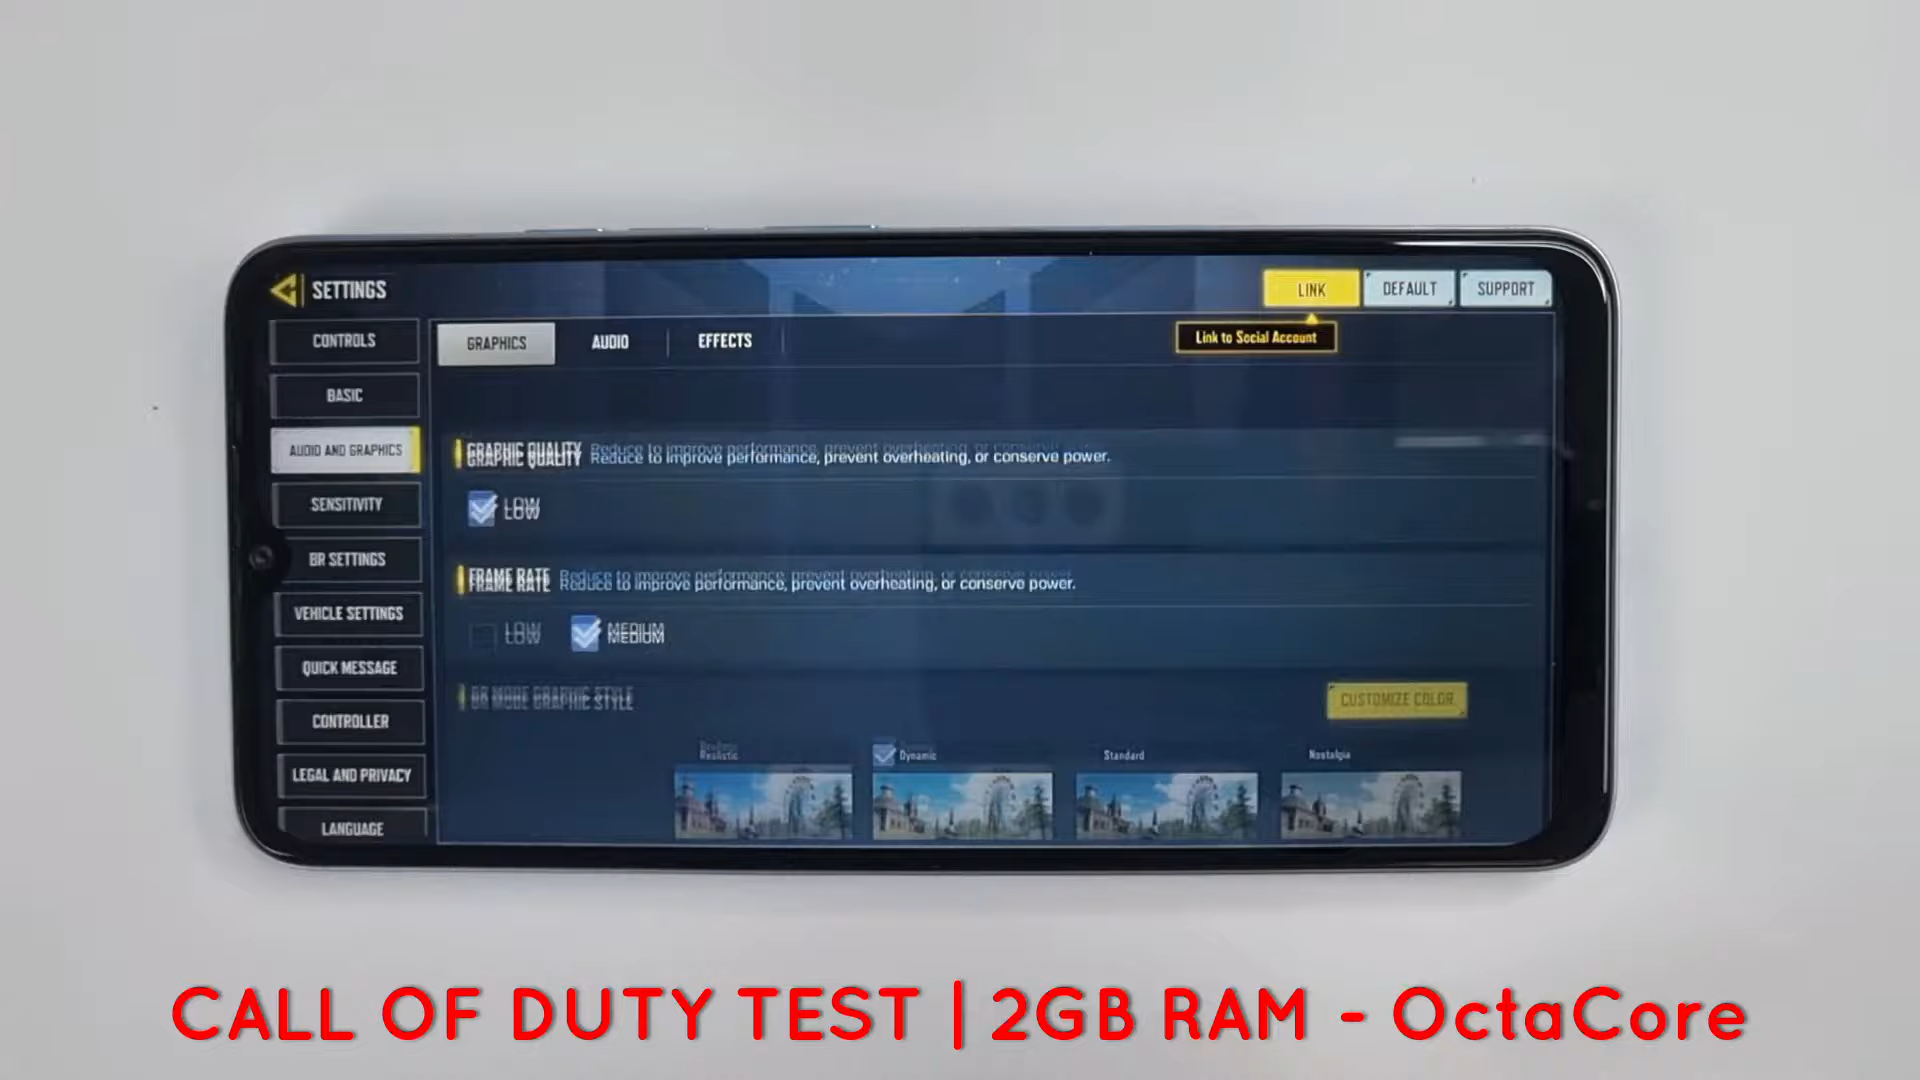 SETTINGS
LINK
DEFAULT
SUPPORT
Link to Social Account
CONTROLS
BASIC
AUDIO AND GRAPHICS
SENSITIVITY
BR SETTINGS
VEHICLE SETTINGS
QUICK MESSAGE
CONTROLLER
LEGAL AND PRIVACY
LANGUAGE
GRAPHICS
AUDIO
EFFECTS
GRAPHIC QUALITY Reduce to improve performance, prevent overheating, or conserve power.
LOW
FRAME RATE Reduce to improve performance, prevent overheating, or conserve power.
LOW MEDIUM
BR MODE GRAPHIC STYLE
CUSTOMIZE COLOR
Realistic Dynamic Standard Nostalgia
CALL OF DUTY TEST | 2GB RAM - OctaCore